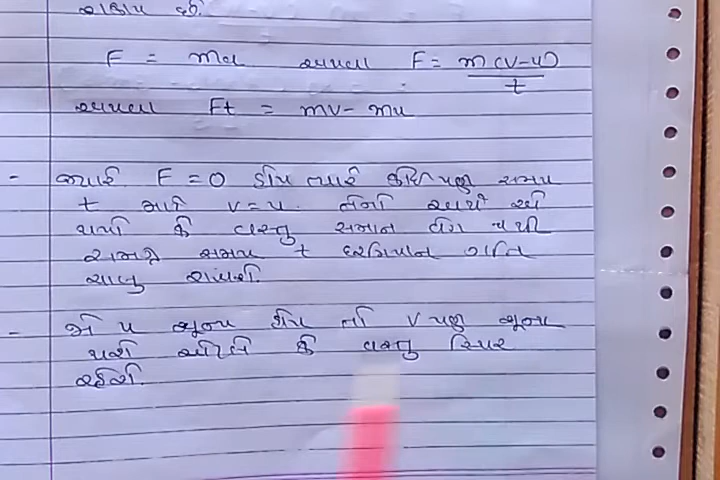 શકાય છે.
F = ma અથવા F = m(v-u)/t
અથવા Ft = mv - mu
- જ્યારે F = 0 હોય ત્યારે કોઈપણ સમય
t માટે v = u. તેનો અર્થ એ
થયો કે વસ્તુ સમાન વેગ u થી
સમગ્ર સમય t દરમિયાન ગતિ
ચાલુ રાખશે.
- જો u શૂન્ય હોય તો v પણ શૂન્ય
થશે એટલે કે વસ્તુ સ્થિર
રહેશે.